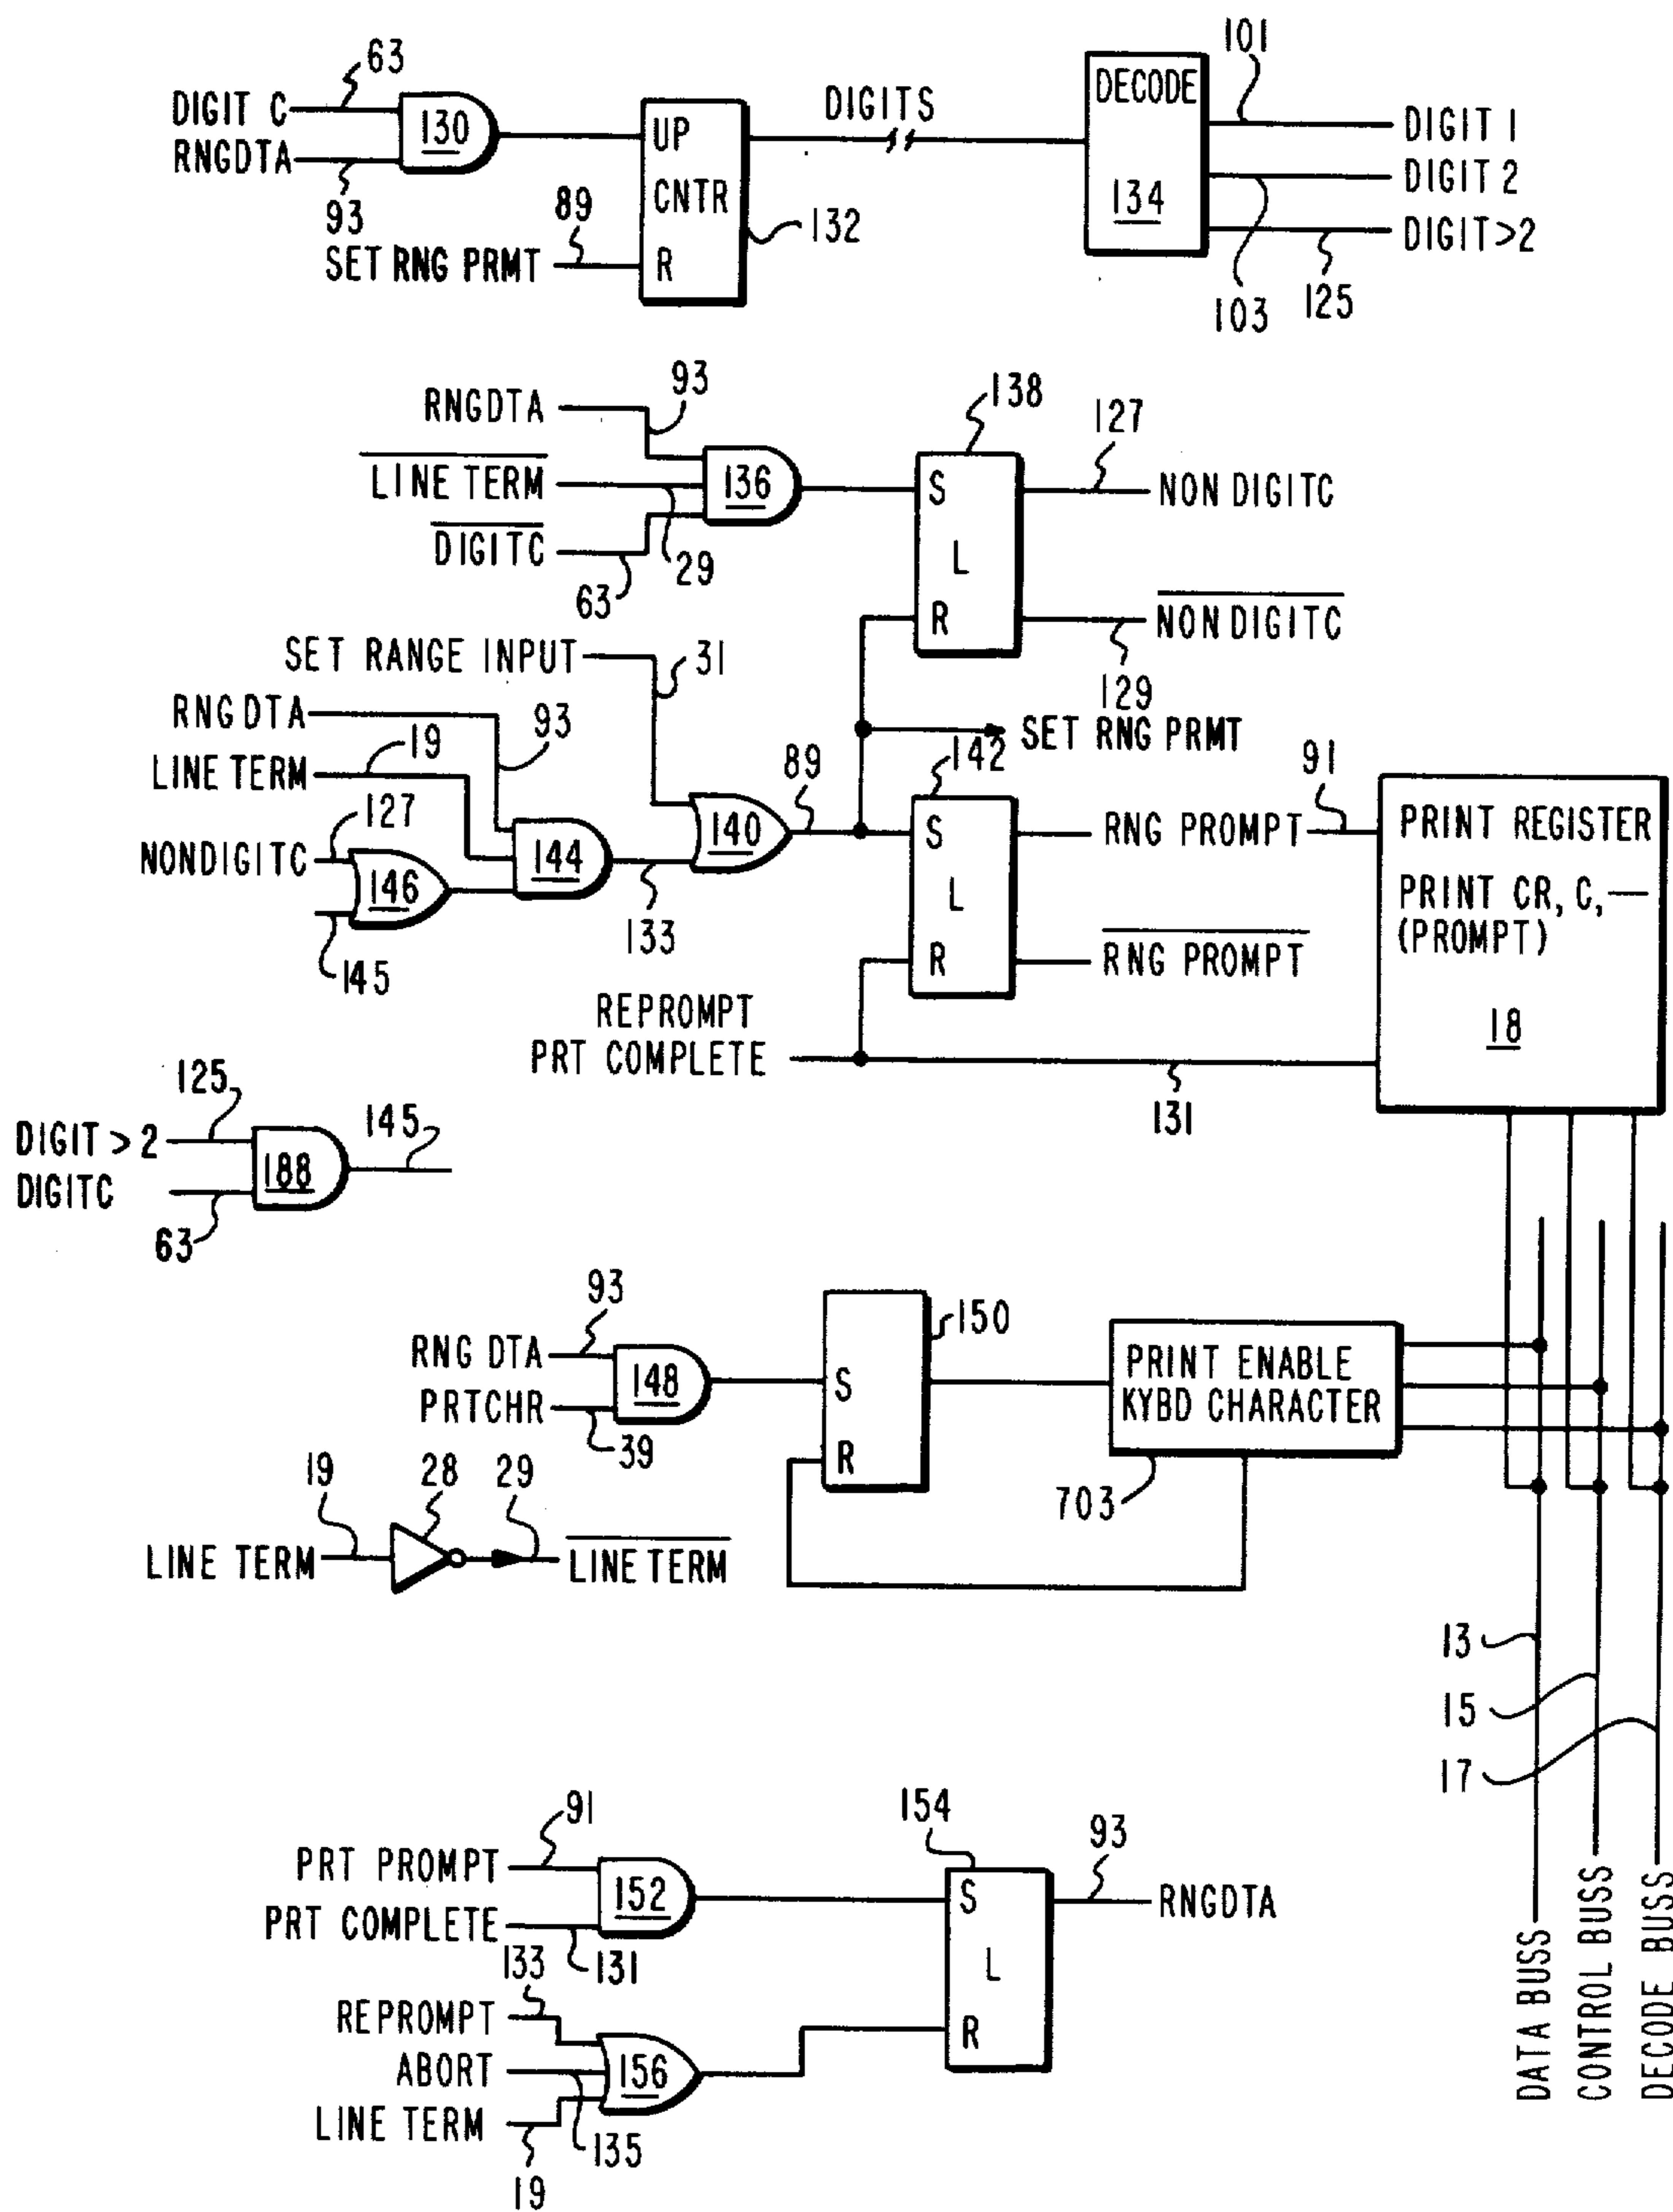 101
63
DIGIT C
130
RNGDTA
93
UP
CNTR
R
132
89
SET RNG PRMT
DIGITS
DECODE
134
DIGIT 1
DIGIT 2
DIGIT>2
103
125
RNGDTA
93
LINE TERM
136
DIGITC
29
63
138
S
L
R
127
NON DIGITC
NON DIGITC
129
SET RANGE INPUT
31
RNGDTA
93
LINE TERM
19
127
NONDIGITC
146
145
144
133
140
89
SET RNG PRMT
142
S
L
R
RNG PROMPT
91
RNG PROMPT
PRINT REGISTER
PRINT CR, C, —
(PROMPT)
18
REPROMPT
PRT COMPLETE
131
125
DIGIT > 2
188
145
DIGITC
63
93
RNG DTA
148
PRTCHR
39
150
S
R
PRINT ENABLE
KYBD CHARACTER
703
19
28
29
LINE TERM
LINE TERM
13
15
17
91
PRT PROMPT
152
PRT COMPLETE
131
133
REPROMPT
ABORT
156
LINE TERM
135
19
154
S
L
R
93
RNGDTA
DATA BUSS
CONTROL BUSS
DECODE BUSS